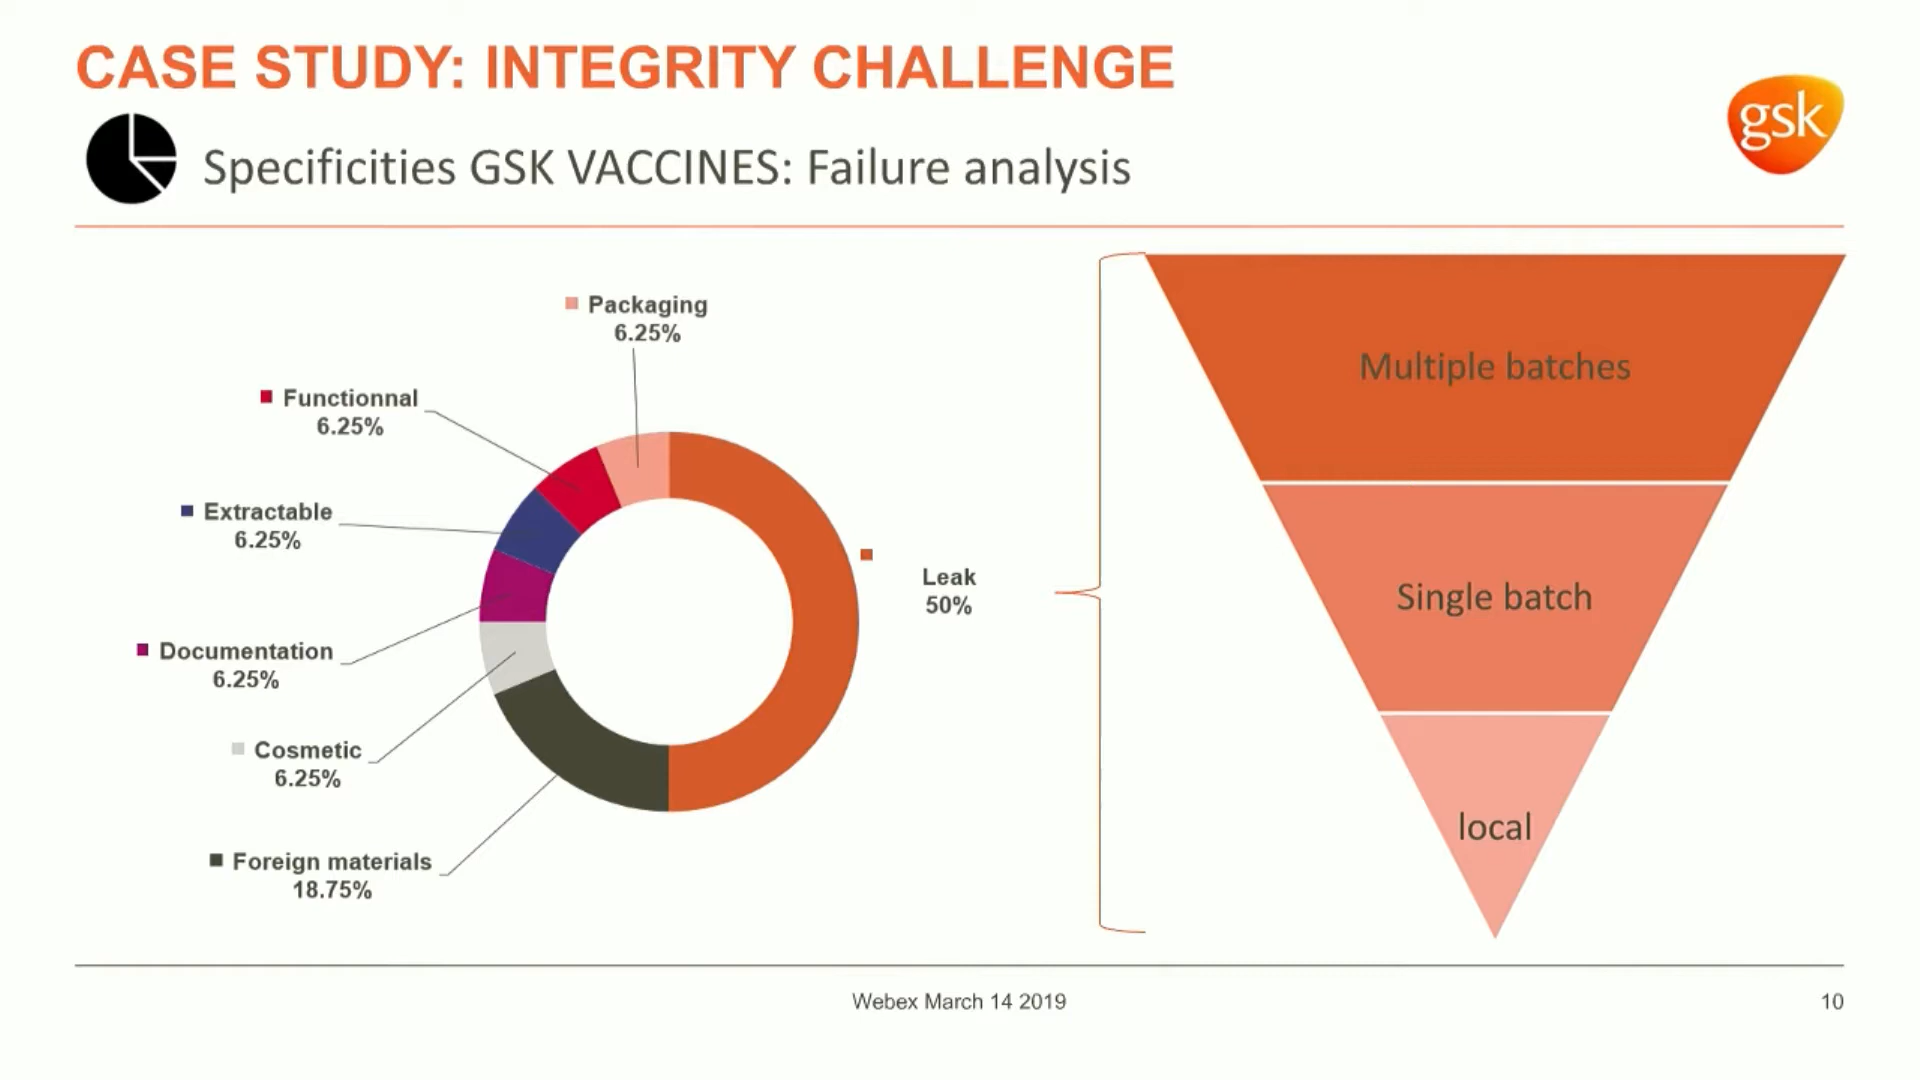 CASE STUDY: INTEGRITY CHALLENGE
gsk
Specificities GSK VACCINES: Failure analysis
Packaging
6.25%
Functionnal
6.25%
Extractable
6.25%
Documentation
6.25%
Cosmetic
6.25%
Foreign materials
18.75%
Leak
50%
Multiple batches
Single batch
local
Webex March 14 2019
10